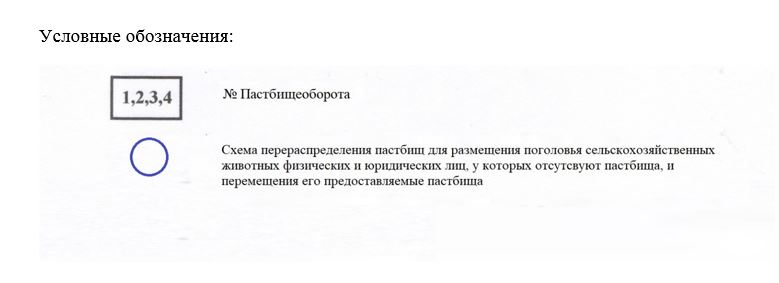 Условные обозначения:
1,2,3,4
№ Пастбищеоборота
Схема перераспределения пастбищ для размещения поголовья сельскохозяйственных
животных физических и юридических лиц, у которых отсутсвуют пастбища, и
перемещения его предоставляемые пастбища